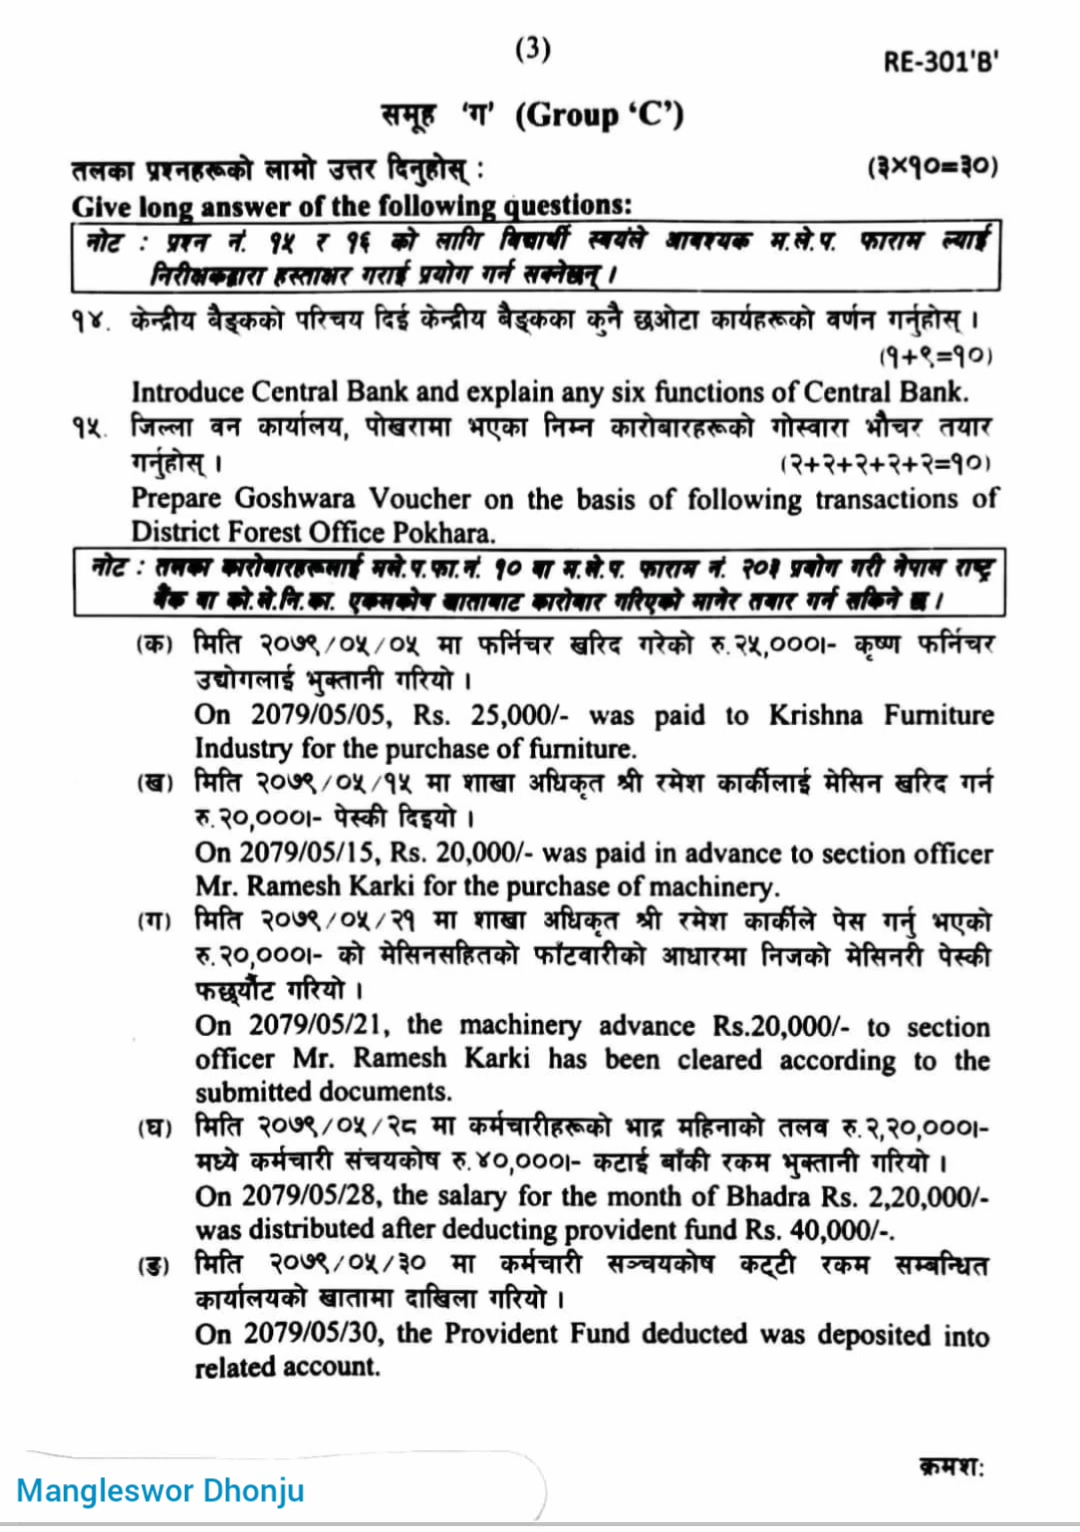 (3)
RE-301'B'
समूह 'ग' (Group 'C')
तलका प्रश्नहरूको लामो उत्तर दिनुहोस् : (३×१०=३०)
Give long answer of the following questions:
नोट : प्रश्न नं. १५ र १६ को लागि विद्यार्थी स्वयंले आवश्यक म.ले.प. फाराम ल्याई
निरीक्षकद्वारा हस्ताक्षर गराई प्रयोग गर्न सक्नेछन् ।
१४. केन्द्रीय बैङ्कको परिचय दिई केन्द्रीय बैङ्कका कुनै छओटा कार्यहरूको वर्णन गर्नुहोस् ।
(१+९=१०)
Introduce Central Bank and explain any six functions of Central Bank.
१५. जिल्ला वन कार्यालय, पोखरामा भएका निम्न कारोबारहरूको गोस्वारा भौचर तयार
गर्नुहोस् । (२+२+२+२+२=१०)
Prepare Goshwara Voucher on the basis of following transactions of
District Forest Office Pokhara.
नोट : तलका कारोबारहरूलाई मले.प.फा.नं. १० वा म.ले.प. फाराम नं. २०३ प्रयोग गरी नेपाल राष्ट्र
बैंक वा को.ले.नि.का. एकलकोष खाताबाट कारोबार गरिएको मानेर तयार गर्न सकिने छ ।
(क) मिति २०७९/०५/०५ मा फर्निचर खरिद गरेको रु.२५,०००।- कृष्ण फर्निचर
उद्योगलाई भुक्तानी गरियो ।
On 2079/05/05, Rs. 25,000/- was paid to Krishna Furniture
Industry for the purchase of furniture.
(ख) मिति २०७९/०५/१५ मा शाखा अधिकृत श्री रमेश कार्कीलाई मेसिन खरिद गर्न
रु.२०,०००।- पेस्की दिइयो ।
On 2079/05/15, Rs. 20,000/- was paid in advance to section officer
Mr. Ramesh Karki for the purchase of machinery.
(ग) मिति २०७९/०५/२१ मा शाखा अधिकृत श्री रमेश कार्कीले पेस गर्नु भएको
रु.२०,०००।- को मेसिनसहितको फाँटवारीको आधारमा निजको मेसिनरी पेस्की
फछ्र्यौट गरियो ।
On 2079/05/21, the machinery advance Rs.20,000/- to section
officer Mr. Ramesh Karki has been cleared according to the
submitted documents.
(घ) मिति २०७९/०५/२८ मा कर्मचारीहरूको भाद्र महिनाको तलव रु.२,२०,०००।-
मध्ये कर्मचारी संचयकोष रु.४०,०००।- कटाई बाँकी रकम भुक्तानी गरियो ।
On 2079/05/28, the salary for the month of Bhadra Rs. 2,20,000/-
was distributed after deducting provident fund Rs. 40,000/-.
(ङ) मिति २०७९/०५/३० मा कर्मचारी सञ्चयकोष कट्टी रकम सम्बन्धित
कार्यालयको खातामा दाखिला गरियो ।
On 2079/05/30, the Provident Fund deducted was deposited into
related account.
क्रमश:
Mangleswor Dhonju